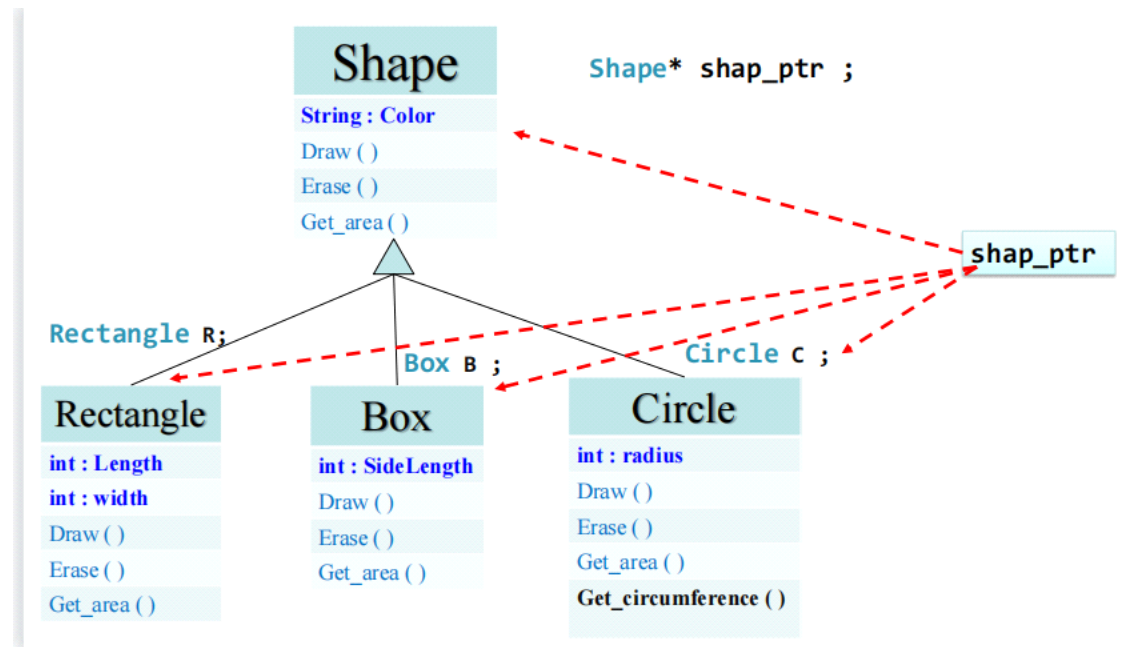 Shape
String : Color
Draw ( )
Erase ( )
Get_area ( )
Shape* shap_ptr ;
shap_ptr
Rectangle R;
Box B ;
Circle C ;
Rectangle
int : Length
int : width
Draw ( )
Erase ( )
Get_area ( )
Box
int : SideLength
Draw ( )
Erase ( )
Get_area ( )
Circle
int : radius
Draw ( )
Erase ( )
Get_area ( )
Get_circumference ( )